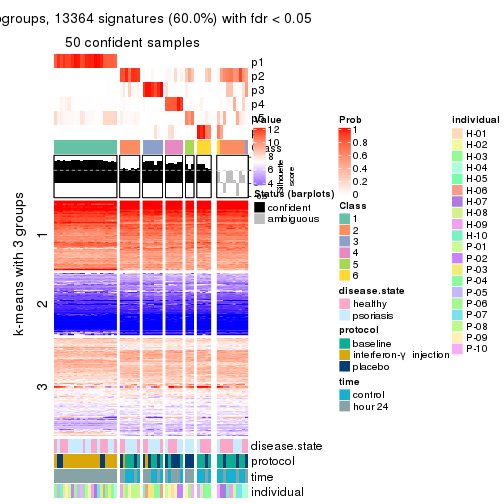 ogroups, 13364 signatures (60.0%) with fdr < 0.05
50 confident samples
p1
p2
p3
p4
k-means with 3 groups
1
2
3
Value
12
10
8
6
4
Silhouette score
Status (barplots)
confident
ambiguous
Prob
1
0.8
0.6
0.4
0.2
0
Class
1
2
3
4
5
6
disease.state
healthy
psoriasis
protocol
baseline
interferon-γ injection
placebo
time
control
hour 24
individual
H-01
H-02
H-03
H-04
H-05
H-06
H-07
H-08
H-09
H-10
P-01
P-02
P-03
P-04
P-05
P-06
P-07
P-08
P-09
P-10
disease.state
protocol
time
individual